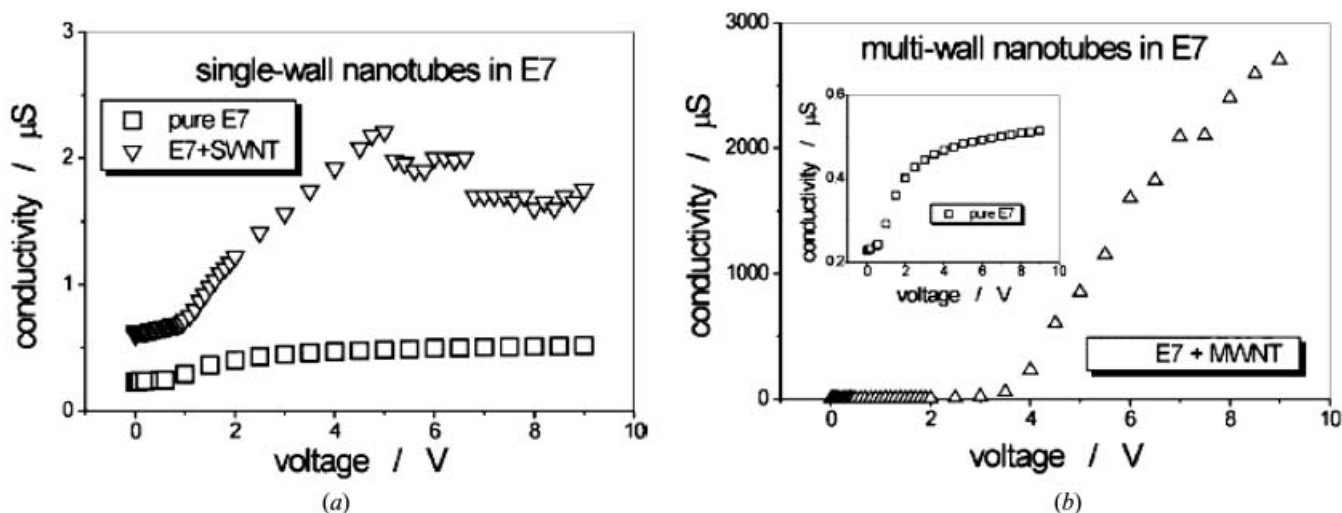 3
2
1
0
conductivity / µS
single-wall nanotubes in E7
pure E7
E7+SWNT
0 2 4 6 8 10
voltage / V
(a)
3000
2000
1000
0
conductivity / µS
multi-wall nanotubes in E7
0.6
0.4
0.2
conductivity / µS
pure E7
0 2 4 6 8 10
voltage / V
E7 + MWNT
0 2 4 6 8 10
voltage / V
(b)